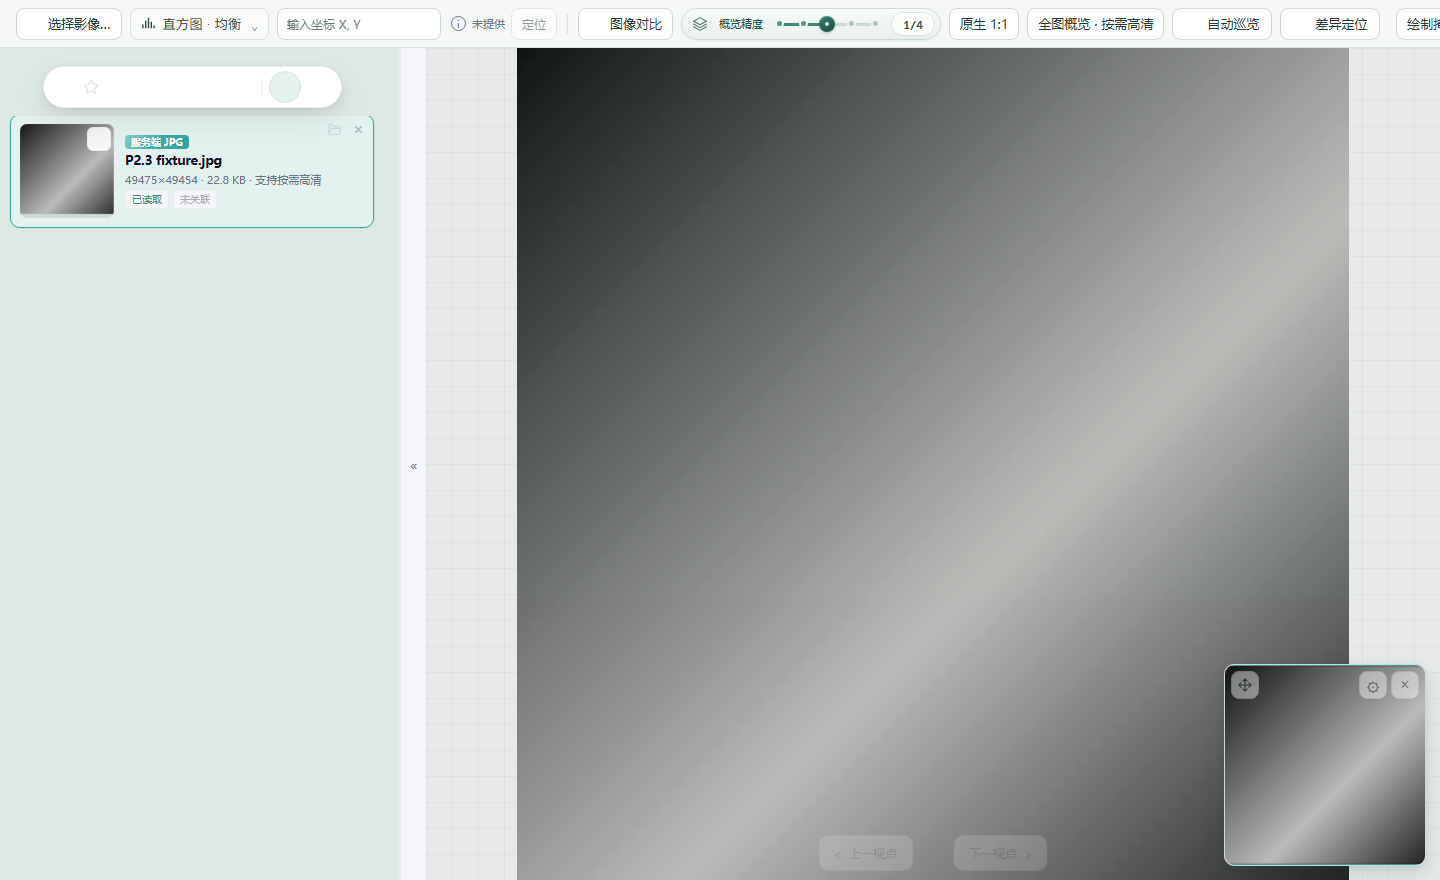 选择影像...
直方图 · 均衡
输入坐标 X, Y
未提供
定位
图像对比
概览精度
1/4
原生 1:1
全图概览 · 按需高清
自动巡览
差异定位
服务端 JPG
P2.3 fixture.jpg
49475×49454 · 22.8 KB · 支持按需高清
已读取
未关联
«
‹ 上一视点
下一视点 ›